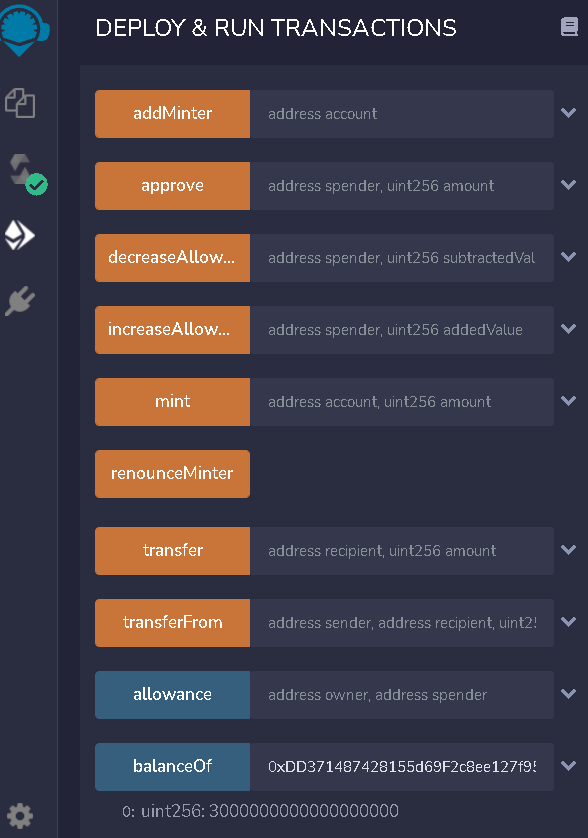 DEPLOY & RUN TRANSACTIONS
addMinter address account
approve address spender, uint256 amount
decreaseAllow... address spender, uint256 subtractedVal
increaseAllow... address spender, uint256 addedValue
mint address account, uint256 amount
renounceMinter
transfer address recipient, uint256 amount
transferFrom address sender, address recipient, uint25
allowance address owner, address spender
balanceOf 0xDD371487428155d69F2c8ee127f95
0: uint256: 3000000000000000000